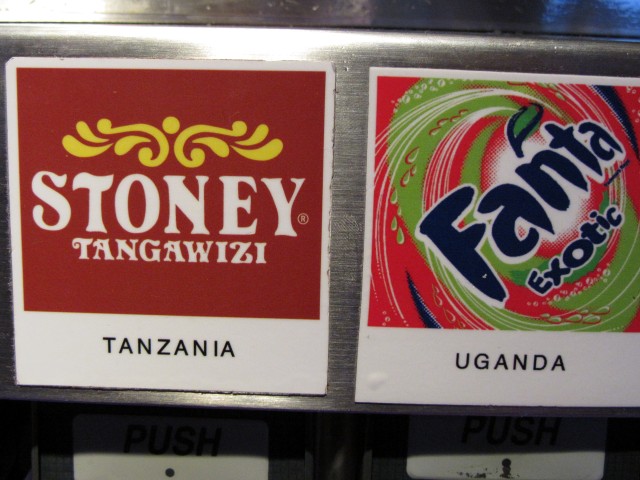 STONEY®
TANGAWIZI
TANZANIA
Fanta
Exotic
UGANDA
PUSH
PUSH